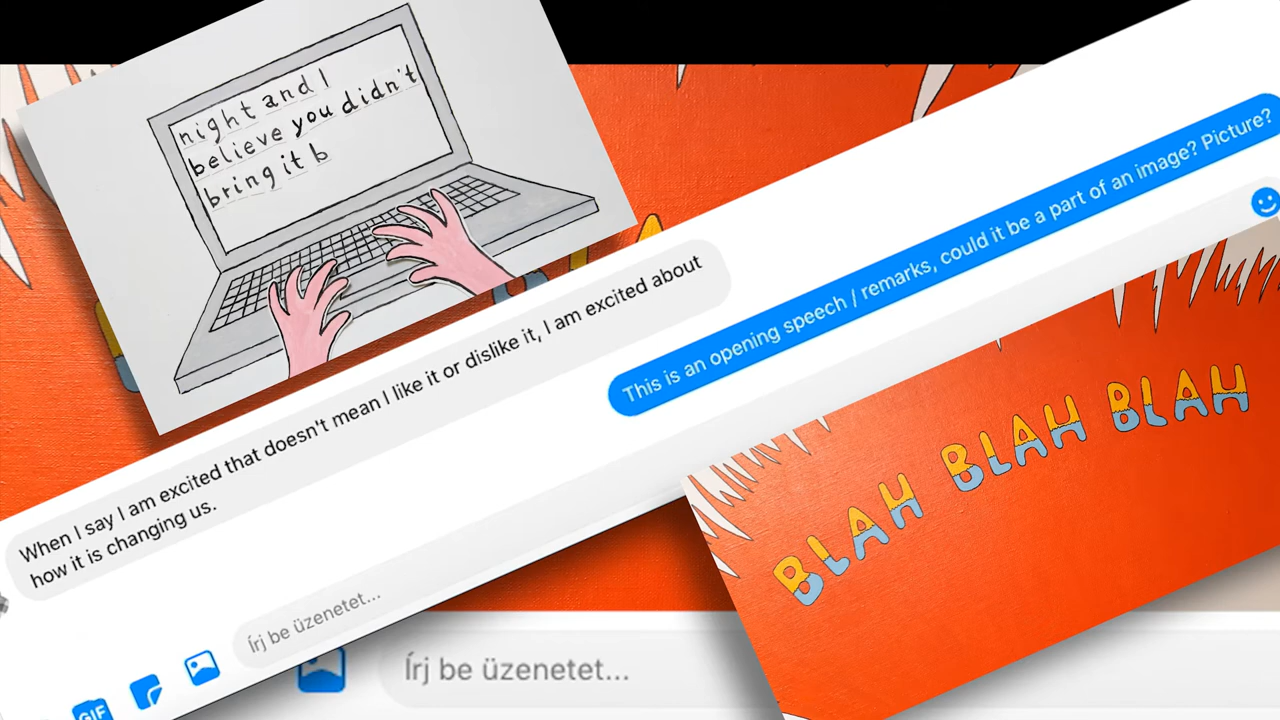 night and I
believe you didn't
bring it b
This is an opening speech / remarks, could it be a part of an image? Picture?
When I say I am excited that doesn't mean I like it or dislike it, I am excited about
how it is changing us.
BLAH BLAH BLAH
Írj be üzenetet...
GIF
Írj be üzenetet...